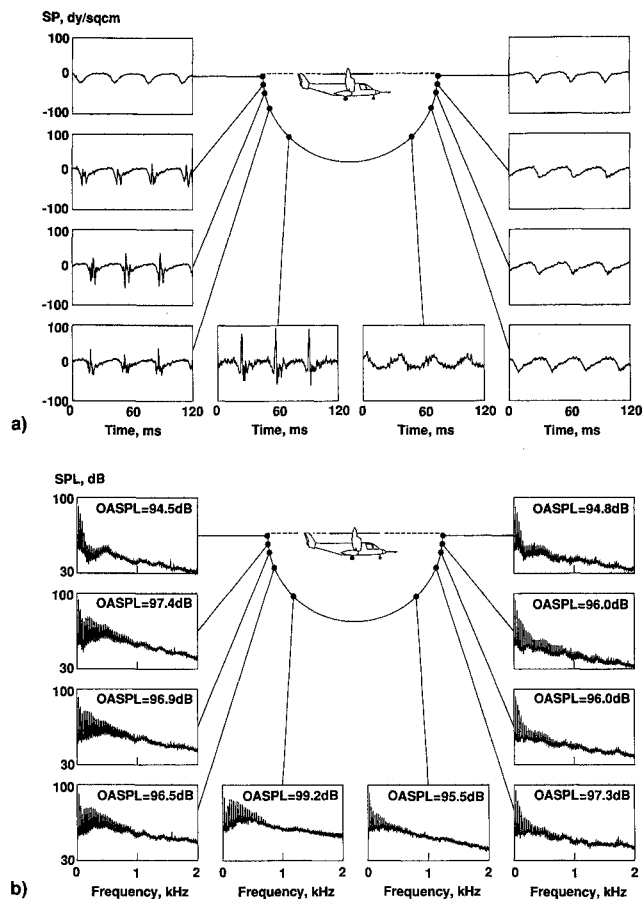 SP, dy/sqcm
100
0
-100
100
0
-100
100
0
-100
100
0
-100
0 60 120
Time, ms
0 60 120
Time, ms
0 60 120
Time, ms
0 60 120
Time, ms
a)
SPL, dB
100
30
OASPL=94.5dB
OASPL=94.8dB
100
30
OASPL=97.4dB
OASPL=96.0dB
100
30
OASPL=96.9dB
OASPL=96.0dB
100
30
OASPL=96.5dB
OASPL=99.2dB
OASPL=95.5dB
OASPL=97.3dB
0 1 2
Frequency, kHz
0 1 2
Frequency, kHz
0 1 2
Frequency, kHz
0 1 2
Frequency, kHz
b)